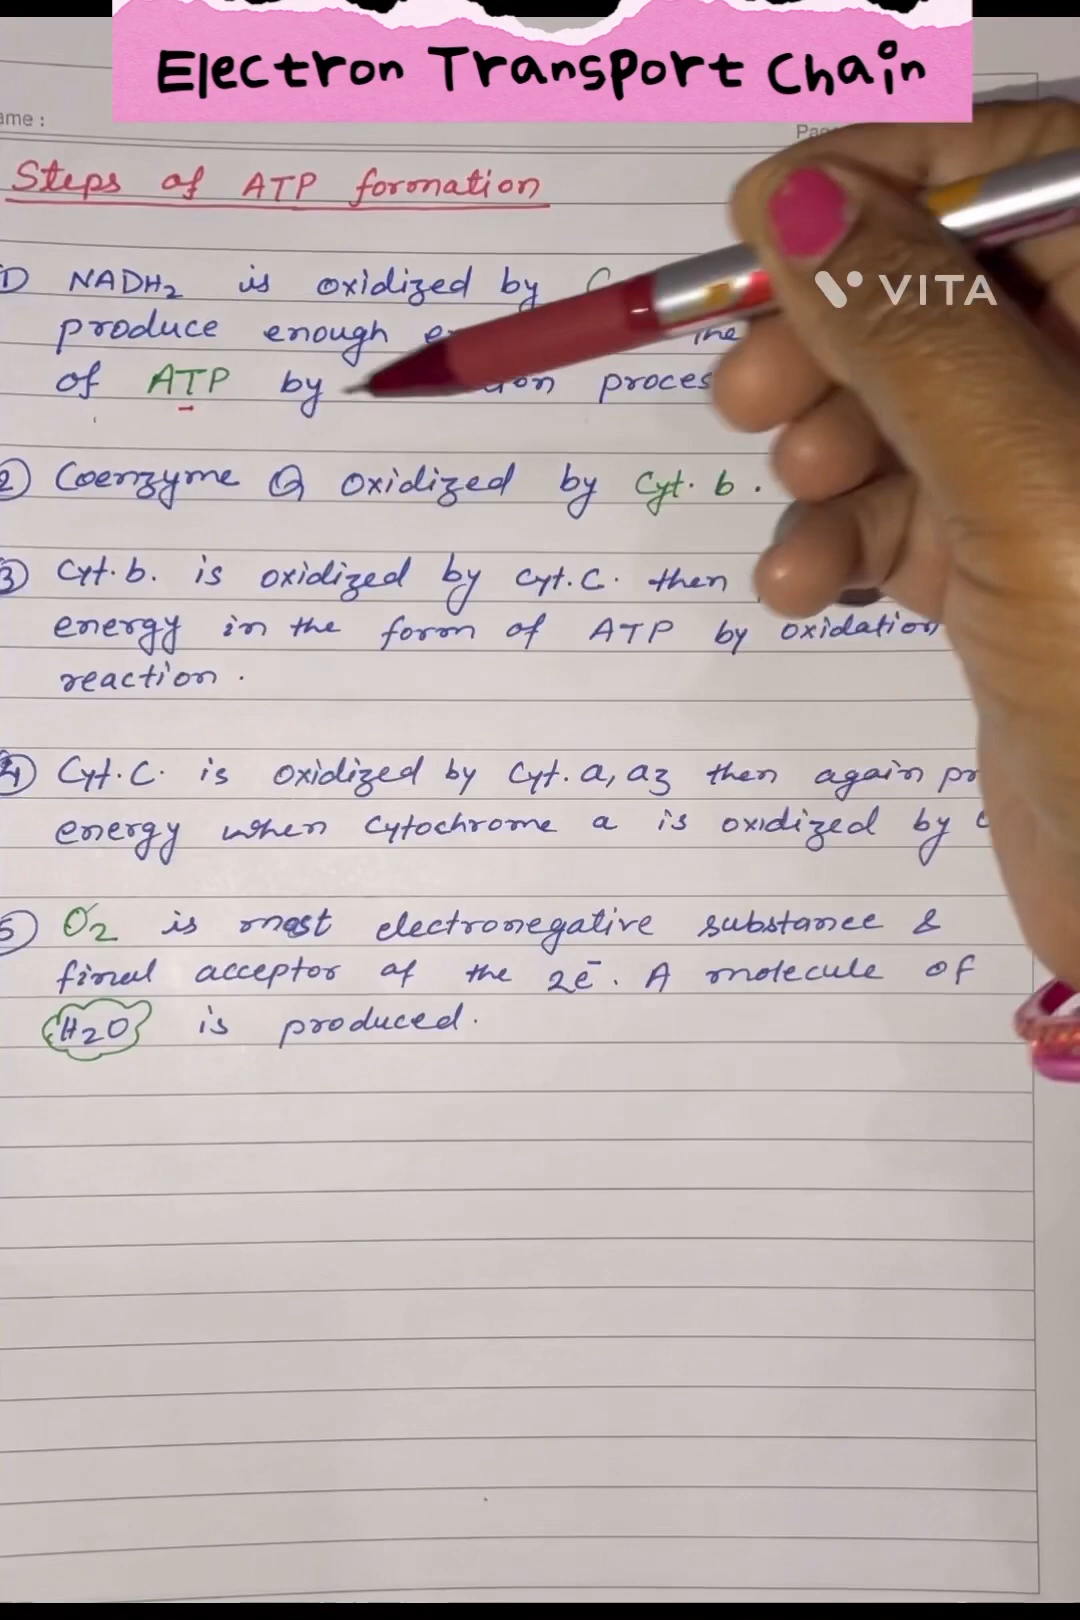 Electron Transport Chain
ame :
Steps of ATP formation
1) NADH2 is oxidized by
VITA
produce enough the
of ATP by proces
2) Coenzyme Q oxidized by Cyt. b.
3) Cyt. b. is oxidized by Cyt. C. then
energy in the form of ATP by oxidation
reaction.
4) Cyt. C. is oxidized by Cyt. a, a3 then again pr
energy when Cytochrome a is oxidized by
5) O2 is most electronegative substance &
final acceptor of the 2e̅. A molecule of
H2O is produced.